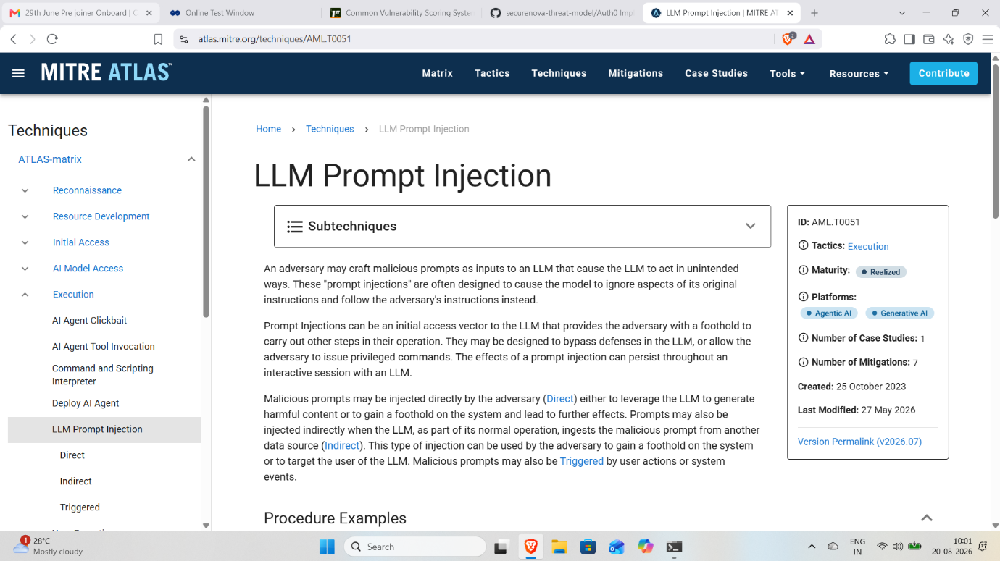 29th June Pre joiner Onboard | C
Online Test Window
Common Vulnerability Scoring System
securenova-threat-model/Auth0 Imp
LLM Prompt Injection | MITRE AT
atlas.mitre.org/techniques/AML.T0051
2
MITRE ATLAS™
Matrix
Tactics
Techniques
Mitigations
Case Studies
Tools
Resources
Contribute
Techniques
ATLAS-matrix
Reconnaissance
Resource Development
Initial Access
AI Model Access
Execution
AI Agent Clickbait
AI Agent Tool Invocation
Command and Scripting
Interpreter
Deploy AI Agent
LLM Prompt Injection
Direct
Indirect
Triggered
Home > Techniques > LLM Prompt Injection
LLM Prompt Injection
Subtechniques
An adversary may craft malicious prompts as inputs to an LLM that cause the LLM to act in unintended
ways. These "prompt injections" are often designed to cause the model to ignore aspects of its original
instructions and follow the adversary's instructions instead.
Prompt Injections can be an initial access vector to the LLM that provides the adversary with a foothold to
carry out other steps in their operation. They may be designed to bypass defenses in the LLM, or allow the
adversary to issue privileged commands. The effects of a prompt injection can persist throughout an
interactive session with an LLM.
Malicious prompts may be injected directly by the adversary (Direct) either to leverage the LLM to generate
harmful content or to gain a foothold on the system and lead to further effects. Prompts may also be
injected indirectly when the LLM, as part of its normal operation, ingests the malicious prompt from another
data source (Indirect). This type of injection can be used by the adversary to gain a foothold on the system
or to target the user of the LLM. Malicious prompts may also be Triggered by user actions or system
events.
Procedure Examples
ID: AML.T0051
Tactics: Execution
Maturity: Realized
Platforms:
Agentic AI
Generative AI
Number of Case Studies: 1
Number of Mitigations: 7
Created: 25 October 2023
Last Modified: 27 May 2026
Version Permalink (v2026.07)
1
28°C
Mostly cloudy
Search
ENG
IN
10:01
20-08-2026